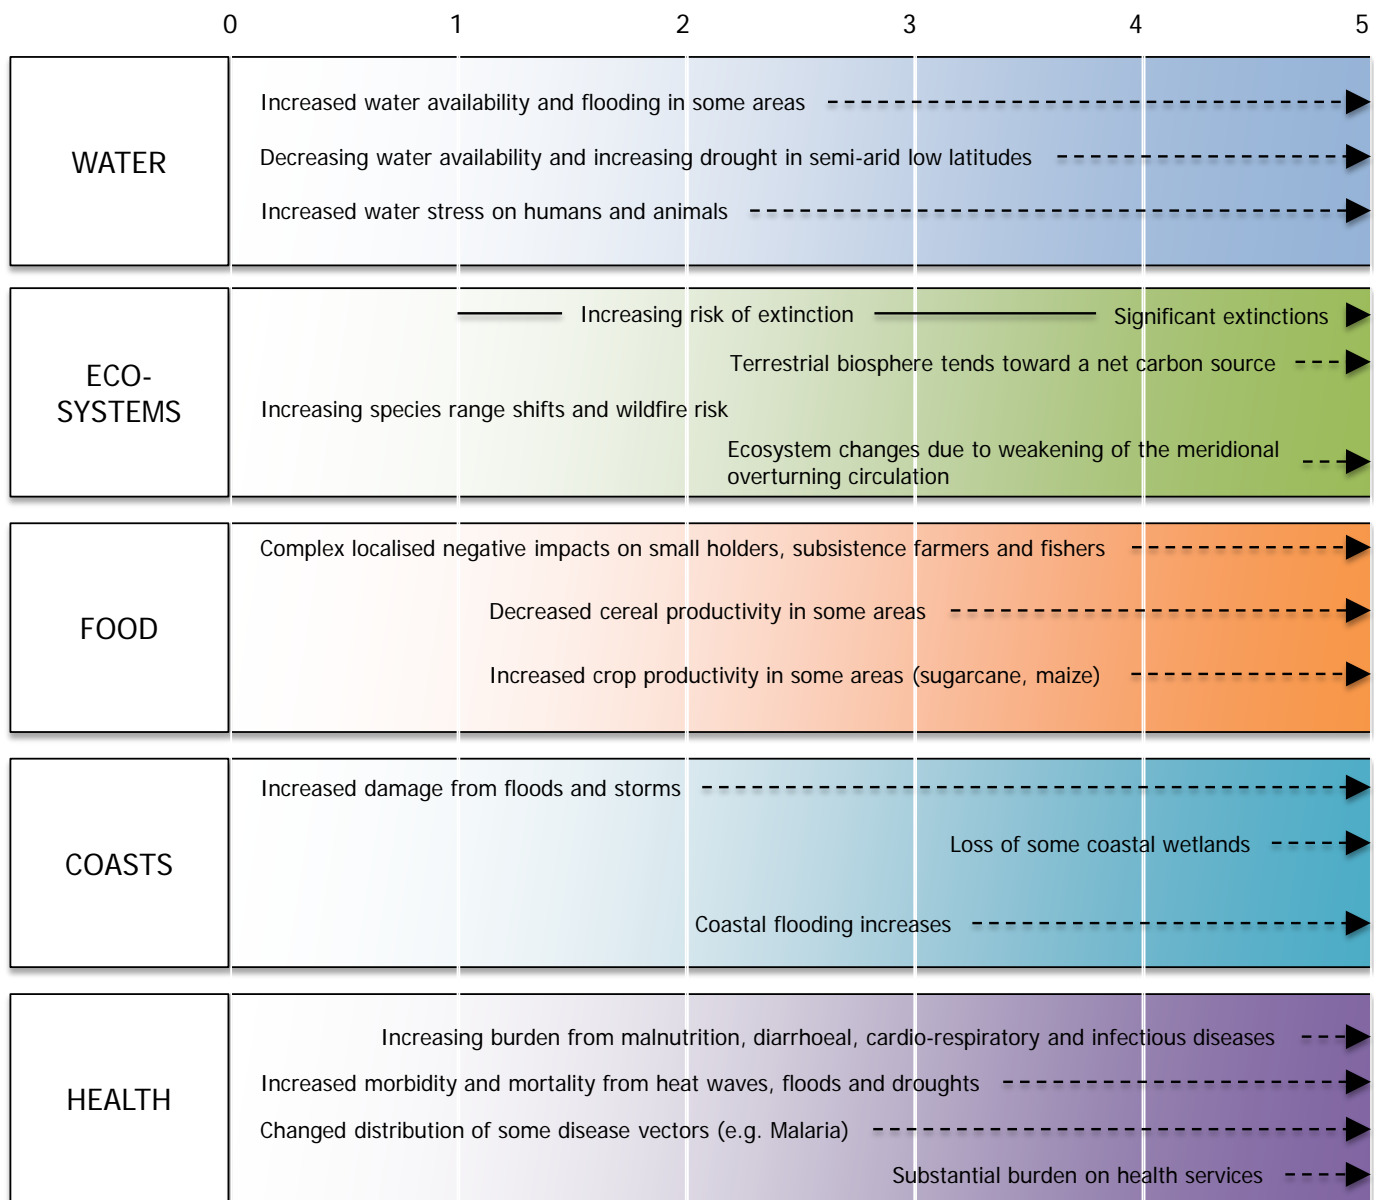 0 1 2 3 4 5
WATER
Increased water availability and flooding in some areas
Decreasing water availability and increasing drought in semi-arid low latitudes
Increased water stress on humans and animals
ECO-
SYSTEMS
Increasing risk of extinction
Significant extinctions
Terrestrial biosphere tends toward a net carbon source
Increasing species range shifts and wildfire risk
Ecosystem changes due to weakening of the meridional
overturning circulation
FOOD
Complex localised negative impacts on small holders, subsistence farmers and fishers
Decreased cereal productivity in some areas
Increased crop productivity in some areas (sugarcane, maize)
COASTS
Increased damage from floods and storms
Loss of some coastal wetlands
Coastal flooding increases
HEALTH
Increasing burden from malnutrition, diarrhoeal, cardio-respiratory and infectious diseases
Increased morbidity and mortality from heat waves, floods and droughts
Changed distribution of some disease vectors (e.g. Malaria)
Substantial burden on health services